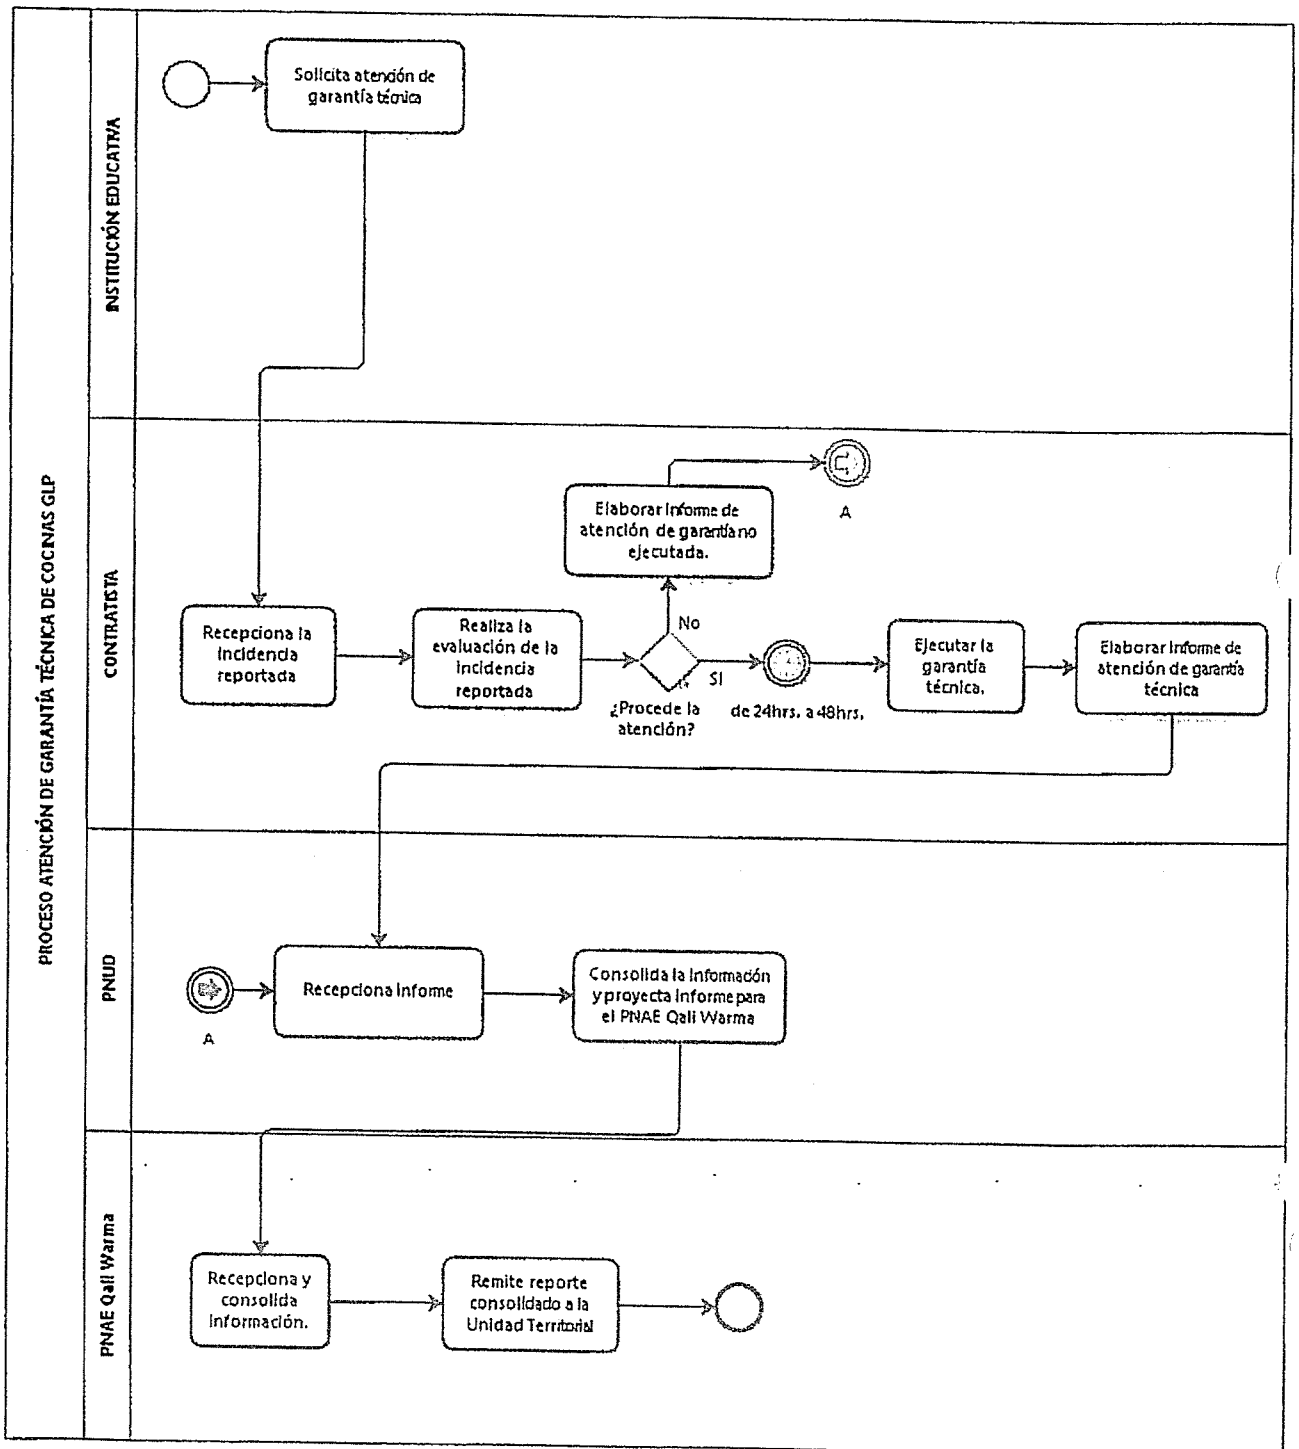 PROCESO ATENCIÓN DE GARANTÍA TÉCNICA DE COCINAS GLP
INSTITUCIÓN EDUCATIVA
Solicita atención de
garantía técnica
CONTRATISTA
Recepciona la
incidencia
reportada
Realiza la
evaluación de la
incidencia
reportada
¿Procede la
atención?
No
Elaborar informe de
atención de garantía no
ejecutada.
A
SI
de 24hrs. a 48hrs.
Ejecutar la
garantía
técnica.
Elaborar informe de
atención de garantía
técnica
PNUD
A
Recepciona Informe
Consolida la Información
y proyecta Informe para
el PNAE Qali Warma
PNAE Qali Warma
Recepciona y
consolida
Información.
Remite reporte
consolidado a la
Unidad Territorial